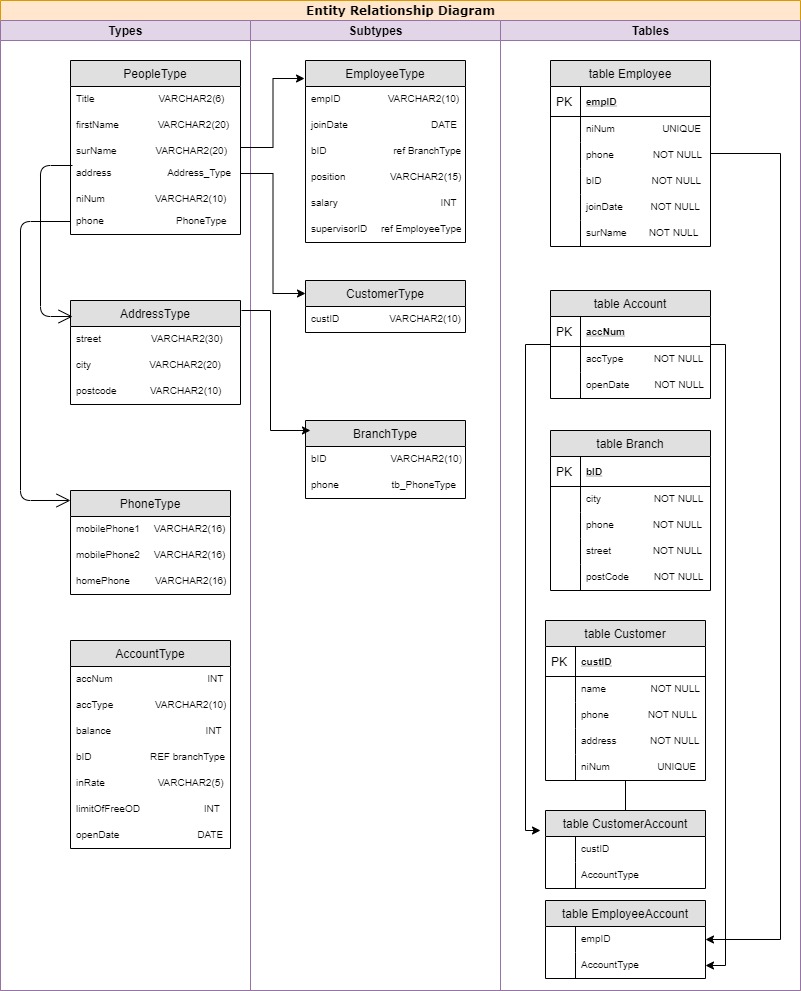 Entity Relationship Diagram
Types
Subtypes
Tables
PeopleType
Title VARCHAR2(6)
firstName VARCHAR2(20)
surName VARCHAR2(20)
address Address_Type
niNum VARCHAR2(10)
phone PhoneType
AddressType
street VARCHAR2(30)
city VARCHAR2(20)
postcode VARCHAR2(10)
PhoneType
mobilePhone1 VARCHAR2(16)
mobilePhone2 VARCHAR2(16)
homePhone VARCHAR2(16)
AccountType
accNum INT
accType VARCHAR2(10)
balance INT
bID REF branchType
inRate VARCHAR2(5)
limitOfFreeOD INT
openDate DATE
EmployeeType
empID VARCHAR2(10)
joinDate DATE
bID ref BranchType
position VARCHAR2(15)
salary INT
supervisorID ref EmployeeType
CustomerType
custID VARCHAR2(10)
BranchType
bID VARCHAR2(10)
phone tb_PhoneType
table Employee
PK empID
niNum UNIQUE
phone NOT NULL
bID NOT NULL
joinDate NOT NULL
surName NOT NULL
table Account
PK accNum
accType NOT NULL
openDate NOT NULL
table Branch
PK bID
city NOT NULL
phone NOT NULL
street NOT NULL
postCode NOT NULL
table Customer
PK custID
name NOT NULL
phone NOT NULL
address NOT NULL
niNum UNIQUE
table CustomerAccount
custID
AccountType
table EmployeeAccount
empID
AccountType